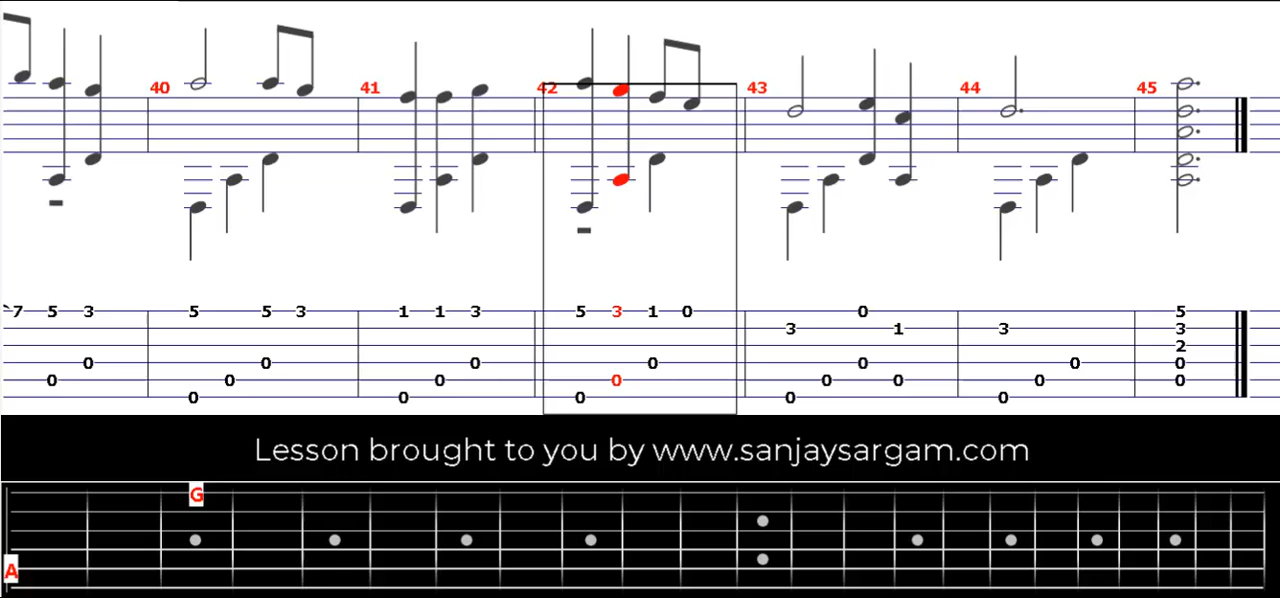 40 41 42 43 44 45
7 5 3 5 5 3 1 1 3 5 3 1 0 0 5
3 1 3 3
2
0 0 0 0 0 0 0
0 0 0 0 0 0 0 0
0 0 0 0 0
Lesson brought to you by www.sanjaysargam.com
G
A